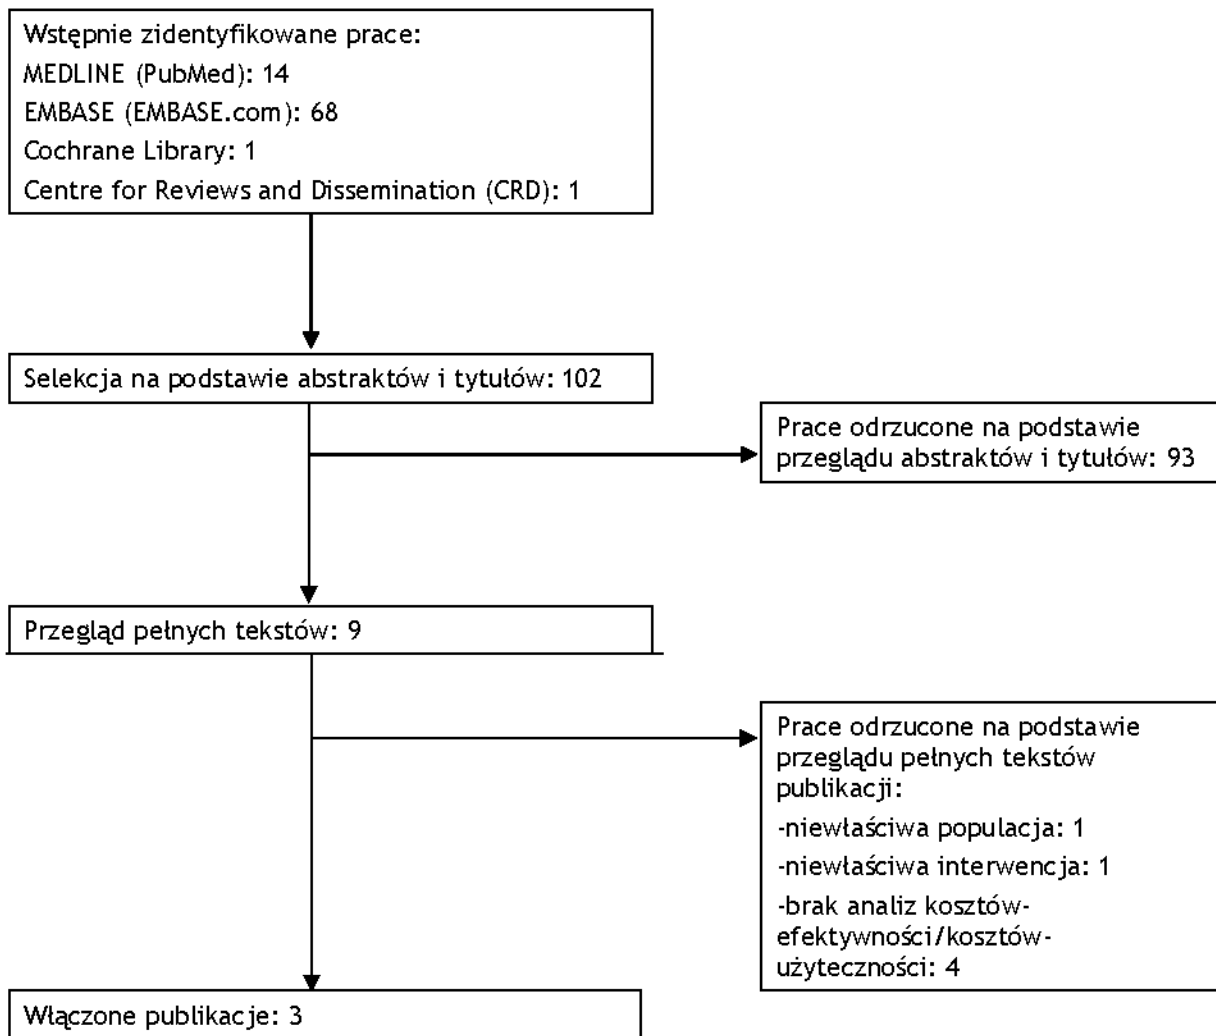 Wstępnie zidentyfikowane prace:
MEDLINE (PubMed): 14
EMBASE (EMBASE.com): 68
Cochrane Library: 1
Centre for Reviews and Dissemination (CRD): 1
Selekcja na podstawie abstraktów i tytułów: 102
Prace odrzucone na podstawie
przeglądu abstraktów i tytułów: 93
Przegląd pełnych tekstów: 9
Prace odrzucone na podstawie
przeglądu pełnych tekstów
publikacji:
-niewłaściwa populacja: 1
-niewłaściwa interwencja: 1
-brak analiz kosztów-
efektywności/kosztów-
użyteczności: 4
Włączone publikacje: 3